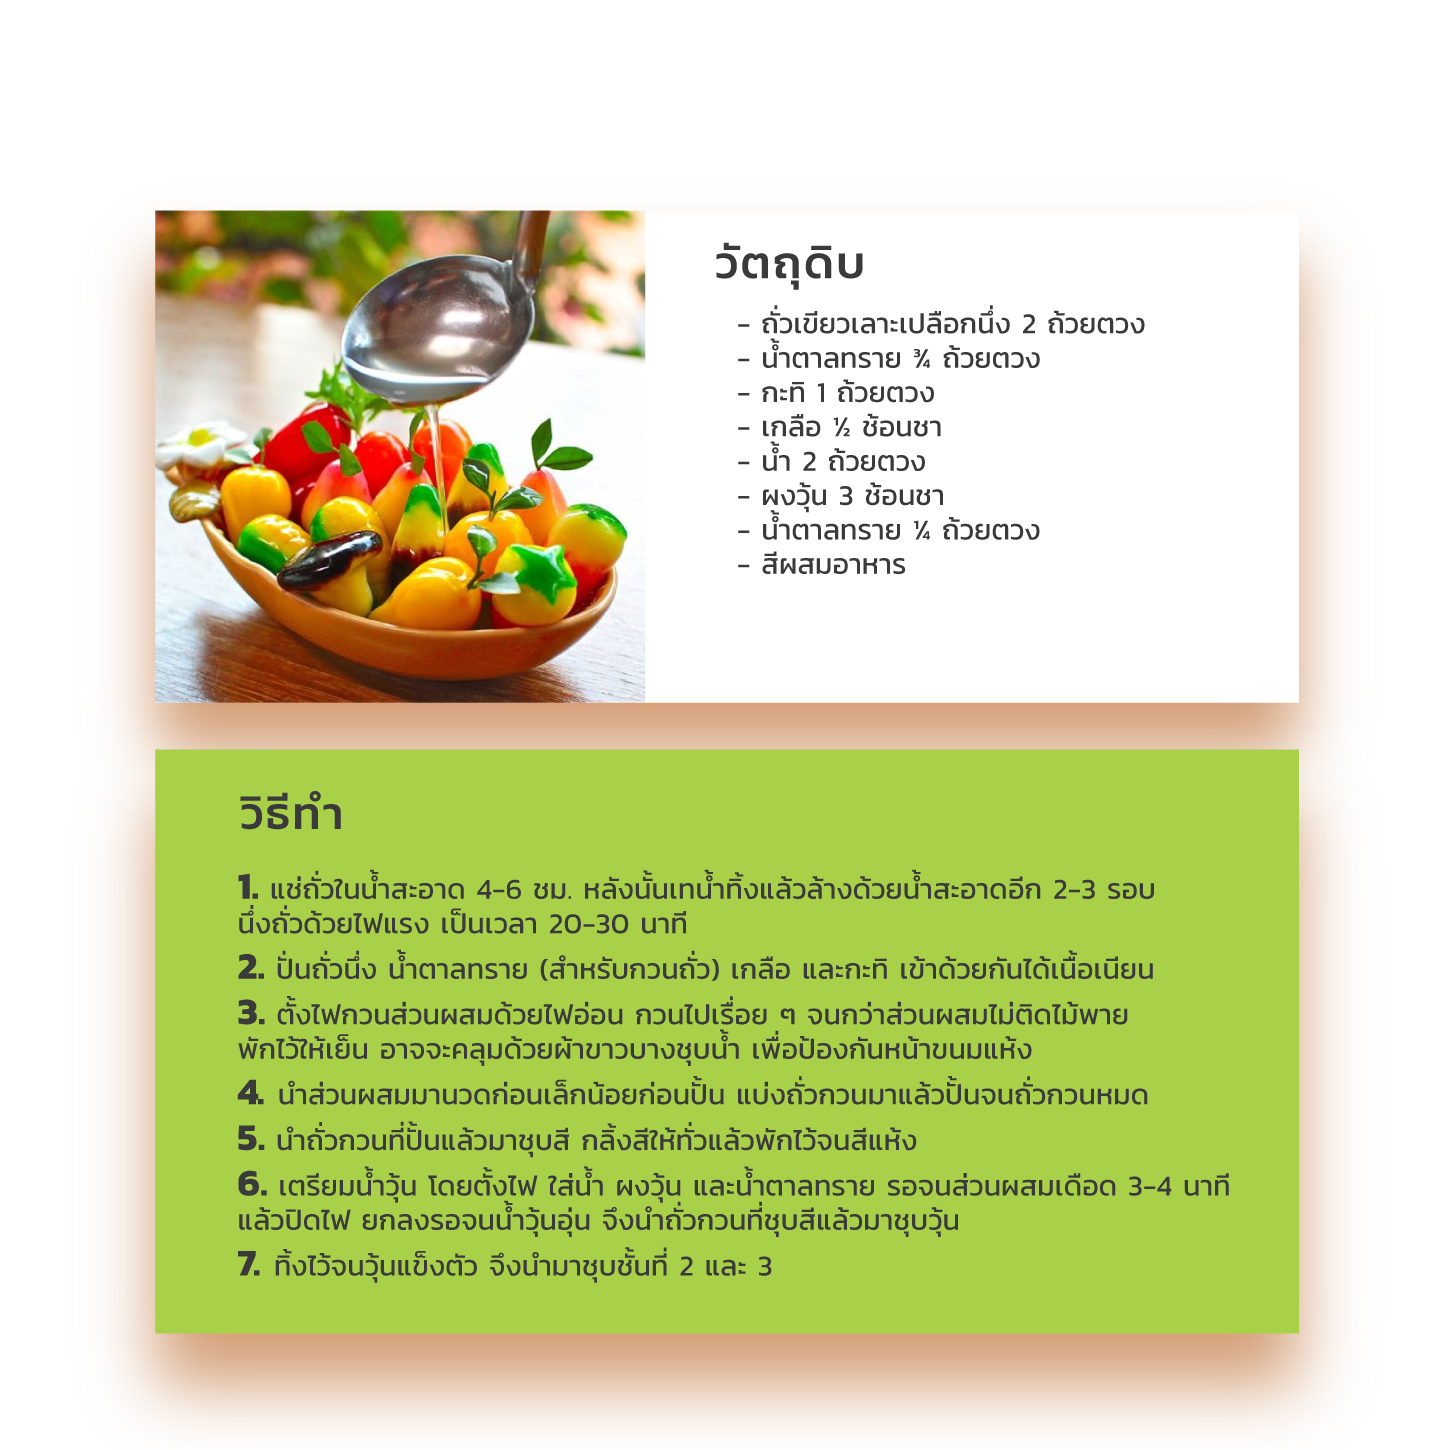 วัตถุดิบ
- ถั่วเขียวเลาะเปลือกนึ่ง 2 ถ้วยตวง
- น้ำตาลทราย ¾ ถ้วยตวง
- กะทิ 1 ถ้วยตวง
- เกลือ ½ ช้อนชา
- น้ำ 2 ถ้วยตวง
- ผงวุ้น 3 ช้อนชา
- น้ำตาลทราย ¼ ถ้วยตวง
- สีผสมอาหาร
วิธีทำ
1. แช่ถั่วในน้ำสะอาด 4-6 ชม. หลังนั้นเทน้ำทิ้งแล้วล้างด้วยน้ำสะอาดอีก 2-3 รอบ
นึ่งถั่วด้วยไฟแรง เป็นเวลา 20-30 นาที
2. ปั่นถั่วนึ่ง น้ำตาลทราย (สำหรับกวนถั่ว) เกลือ และกะทิ เข้าด้วยกันได้เนื้อเนียน
3. ตั้งไฟกวนส่วนผสมด้วยไฟอ่อน กวนไปเรื่อย ๆ จนกว่าส่วนผสมไม่ติดไม้พาย
พักไว้ให้เย็น อาจจะคลุมด้วยผ้าขาวบางชุบน้ำ เพื่อป้องกันหน้าขนมแห้ง
4. นำส่วนผสมมานวดก่อนเล็กน้อยก่อนปั้น แบ่งถั่วกวนมาแล้วปั้นจนถั่วกวนหมด
5. นำถั่วกวนที่ปั้นแล้วมาชุบสี กลิ้งสีให้ทั่วแล้วพักไว้จนสีแห้ง
6. เตรียมน้ำวุ้น โดยตั้งไฟ ใส่น้ำ ผงวุ้น และน้ำตาลทราย รอจนส่วนผสมเดือด 3-4 นาที
แล้วปิดไฟ ยกลงรอจนน้ำวุ้นอุ่น จึงนำถั่วกวนที่ชุบสีแล้วมาชุบวุ้น
7. ทิ้งไว้จนวุ้นแข็งตัว จึงนำมาชุบชั้นที่ 2 และ 3